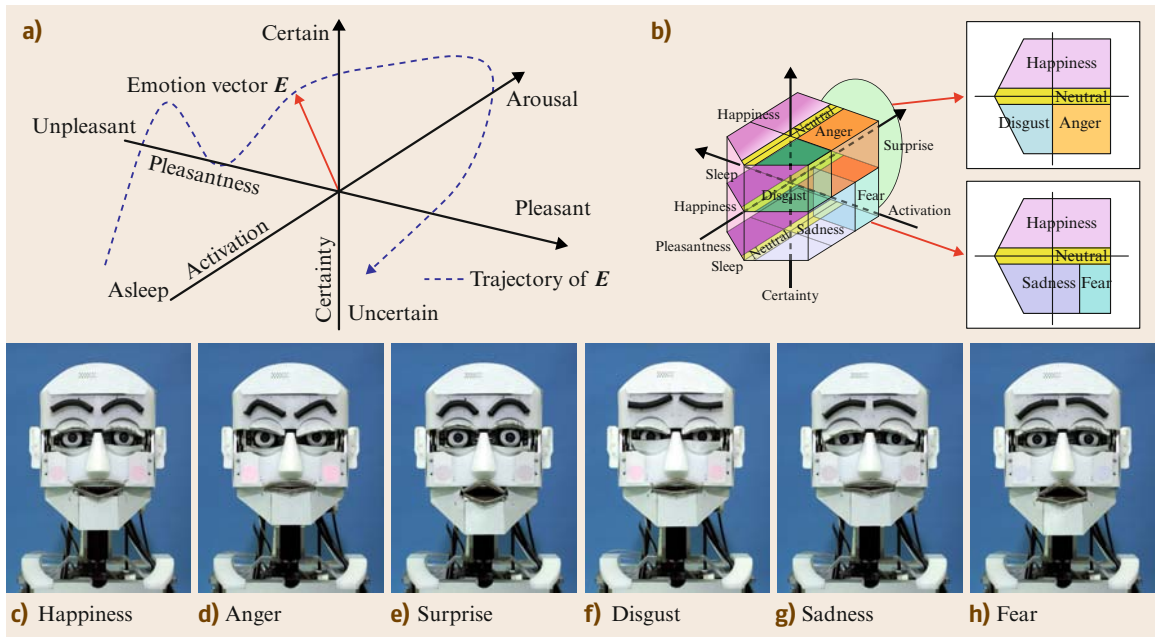 a)
Certain
Emotion vector E
Arousal
Unpleasant
Pleasantness
Pleasant
Activation
Certainty
Trajectory of E
Asleep
Uncertain
b)
Happiness
Neutral
Anger
Surprise
Sleep
Disgust
Fear
Happiness
Activation
Sadness
Pleasantness
Neutral
Sleep
Certainty
Happiness
Neutral
Disgust
Anger
Happiness
Neutral
Sadness
Fear
c) Happiness
d) Anger
e) Surprise
f) Disgust
g) Sadness
h) Fear